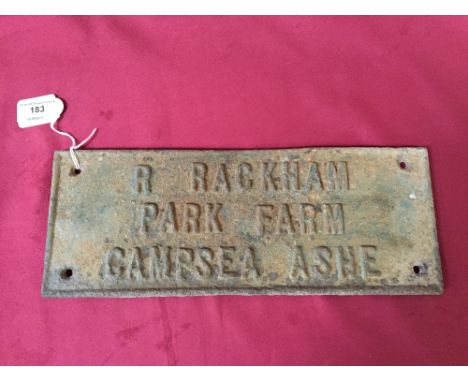 183
R RACKHAM
PARK FARM
CAMPSEA ASHE